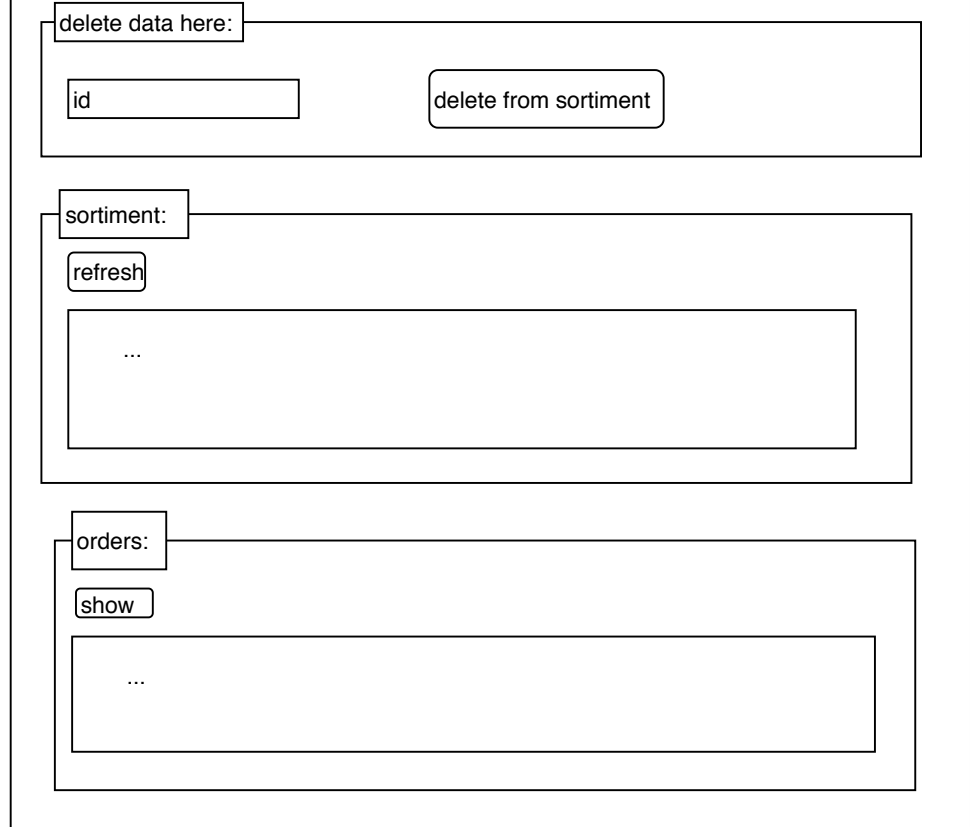 delete data here:
id
delete from sortiment
sortiment:
refresh
...
orders:
show
...